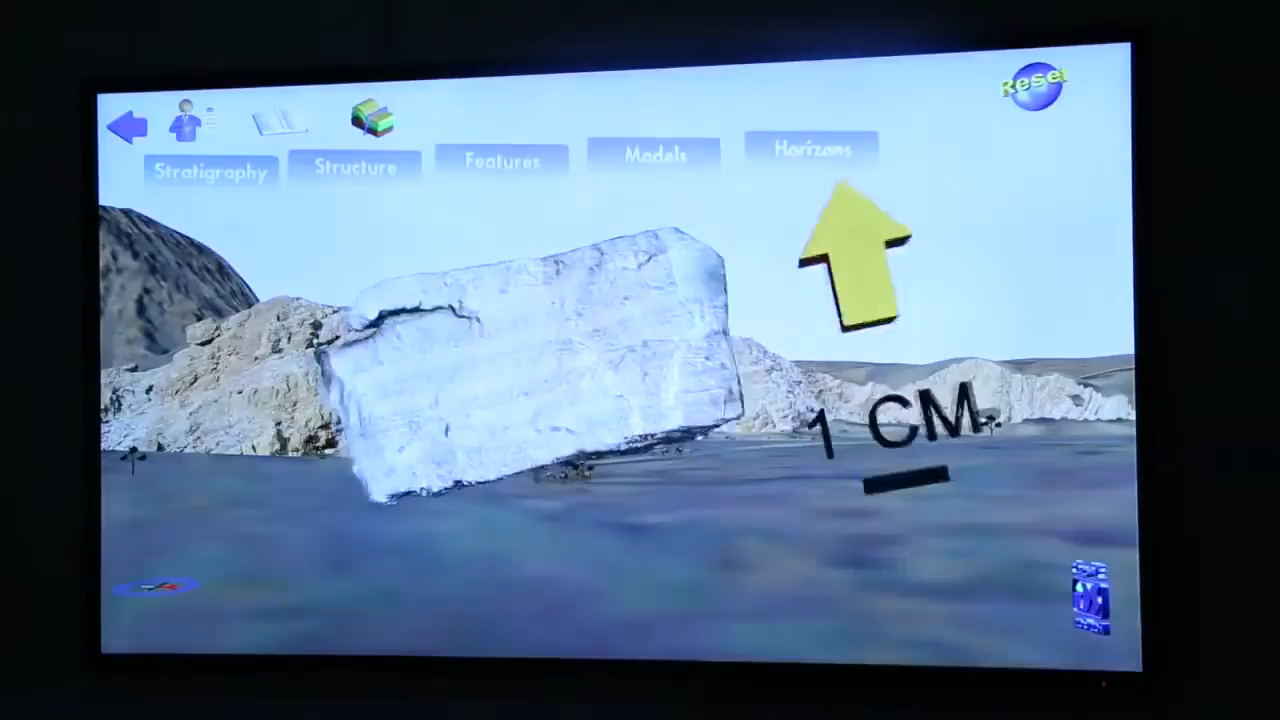 Reset
Stratigraphy
Structure
Features
Models
Horizons
1 CM